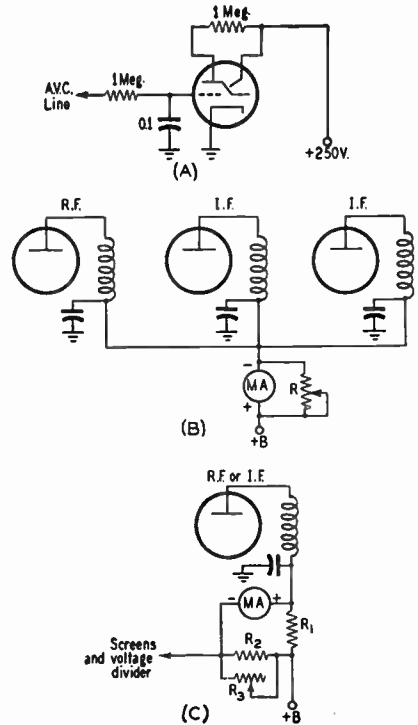 1 Meg.
A.V.C. Line
1 Meg.
0.1
+250V.
(A)
R.F.
I.F.
I.F.
-
MA
+
R
+B
(B)
R.F. or I.F.
- MA +
R1
Screens and voltage divider
R2
R3
+B
(C)